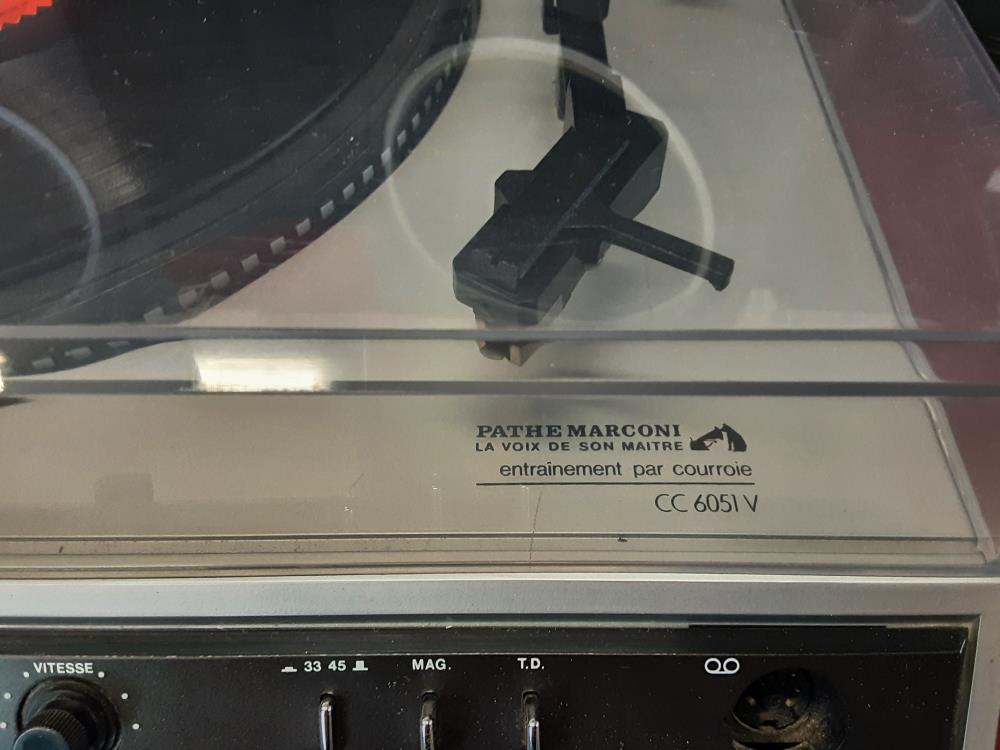 PATHE MARCONI
LA VOIX DE SON MAITRE
entraînement par courroie
CC 6051 V
VITESSE
33 45
MAG.
T.D.